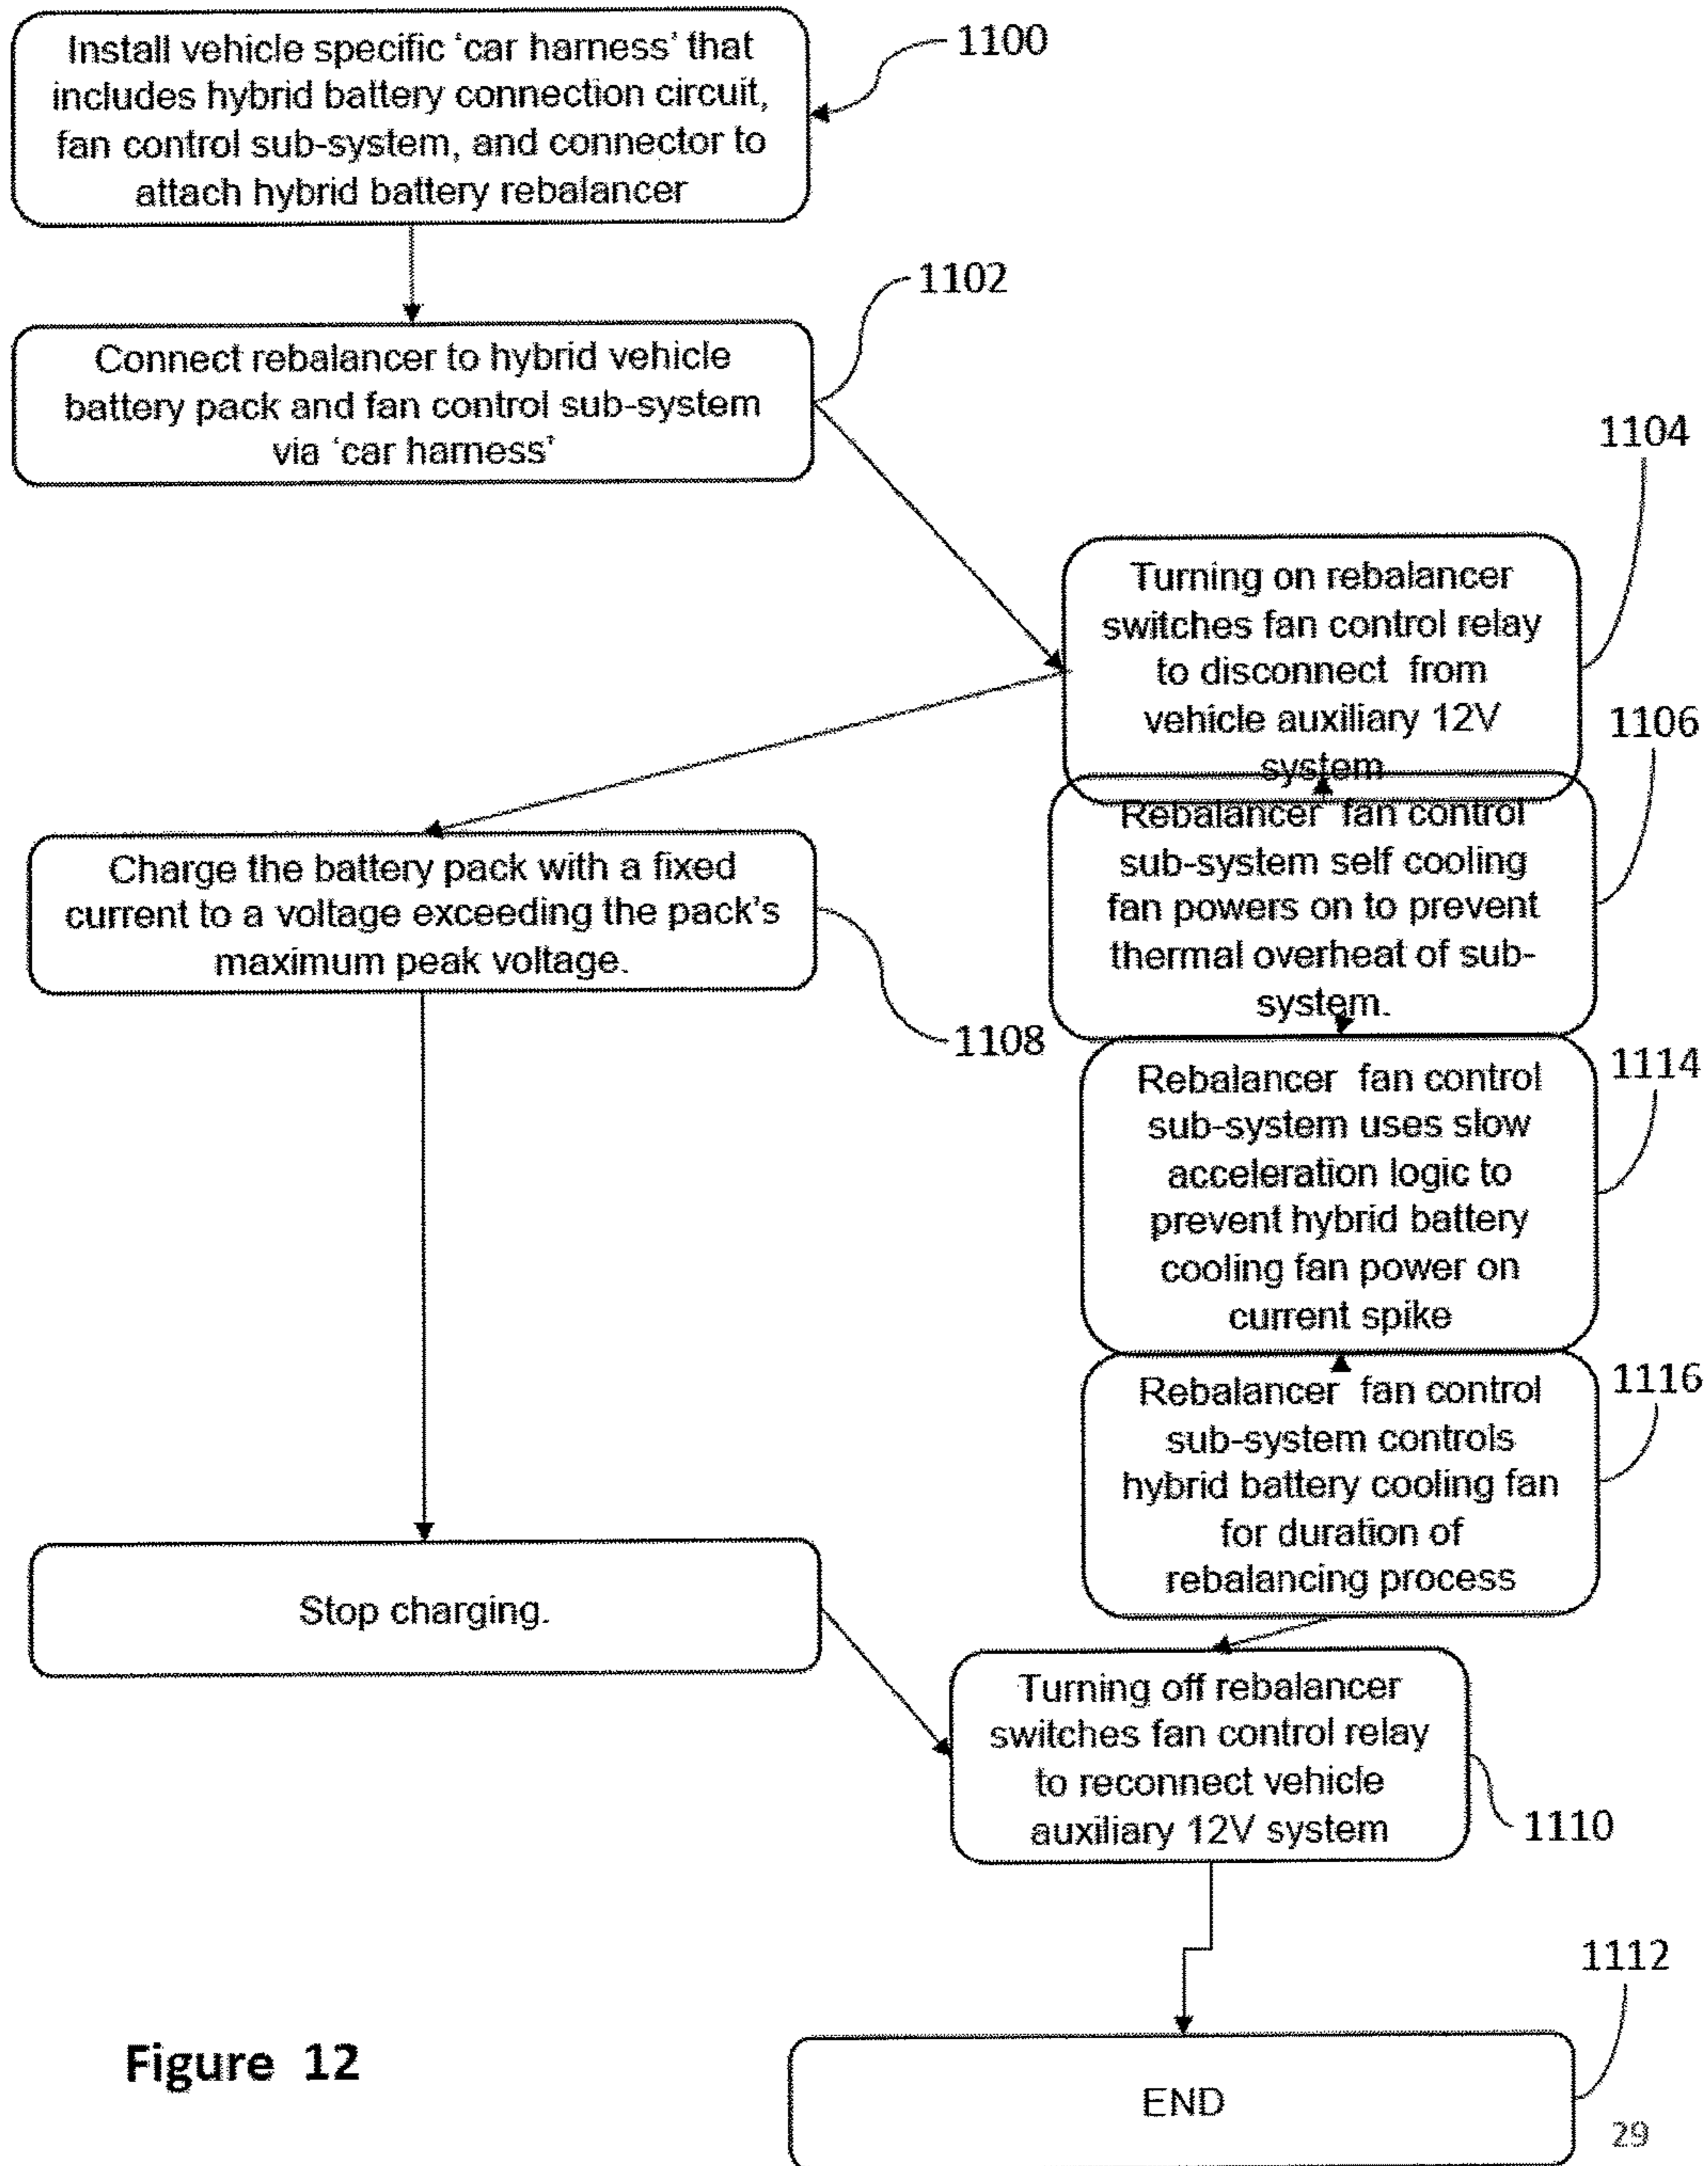 Install vehicle specific 'car harness' that
includes hybrid battery connection circuit,
fan control sub-system, and connector to
attach hybrid battery rebalancer
1100
1102
Connect rebalancer to hybrid vehicle
battery pack and fan control sub-system
via 'car harness'
1104
Turning on rebalancer
switches fan control relay
to disconnect from
vehicle auxiliary 12V
system
1106
Rebalancer fan control
sub-system self cooling
fan powers on to prevent
thermal overheat of sub-
system.
Charge the battery pack with a fixed
current to a voltage exceeding the pack's
maximum peak voltage.
1108
1114
Rebalancer fan control
sub-system uses slow
acceleration logic to
prevent hybrid battery
cooling fan power on
current spike
1116
Rebalancer fan control
sub-system controls
hybrid battery cooling fan
for duration of
rebalancing process
Stop charging.
Turning off rebalancer
switches fan control relay
to reconnect vehicle
auxiliary 12V system
1110
1112
END
Figure 12
29